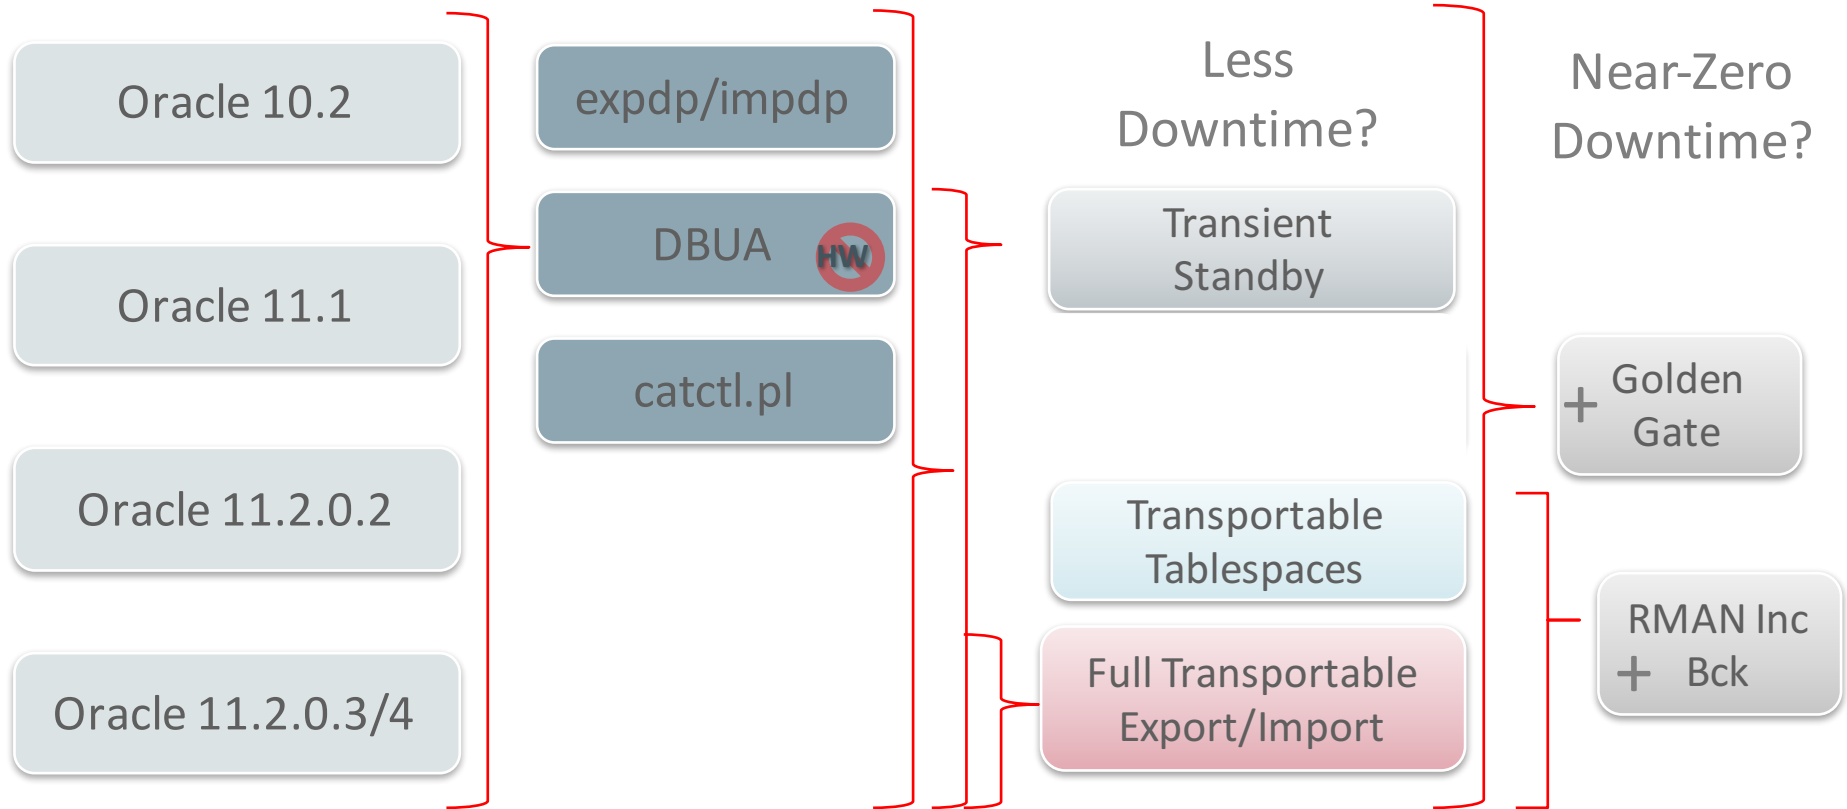 Oracle 10.2
Oracle 11.1
Oracle 11.2.0.2
Oracle 11.2.0.3/4
expdp/impdp
DBUA
HW
catctl.pl
Less
Downtime?
Transient
Standby
Transportable
Tablespaces
Full Transportable
Export/Import
Near-Zero
Downtime?
+ Golden
Gate
RMAN Inc
+ Bck